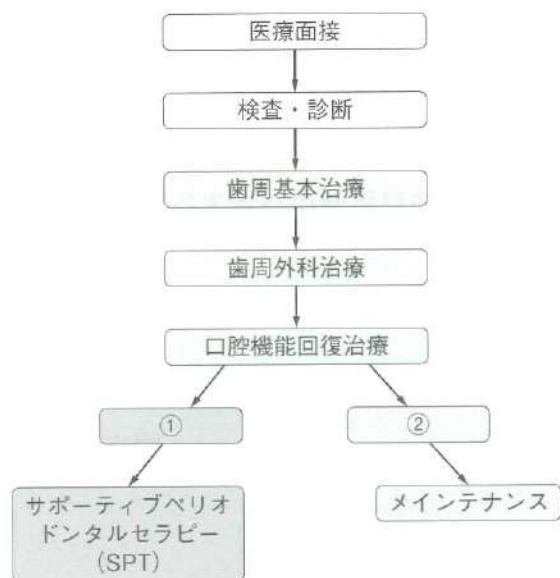 医療面接
検査・診断
歯周基本治療
歯周外科治療
口腔機能回復治療
①
②
サポーティブペリオ
ドンタルセラピー
（SPT）
メインテナンス